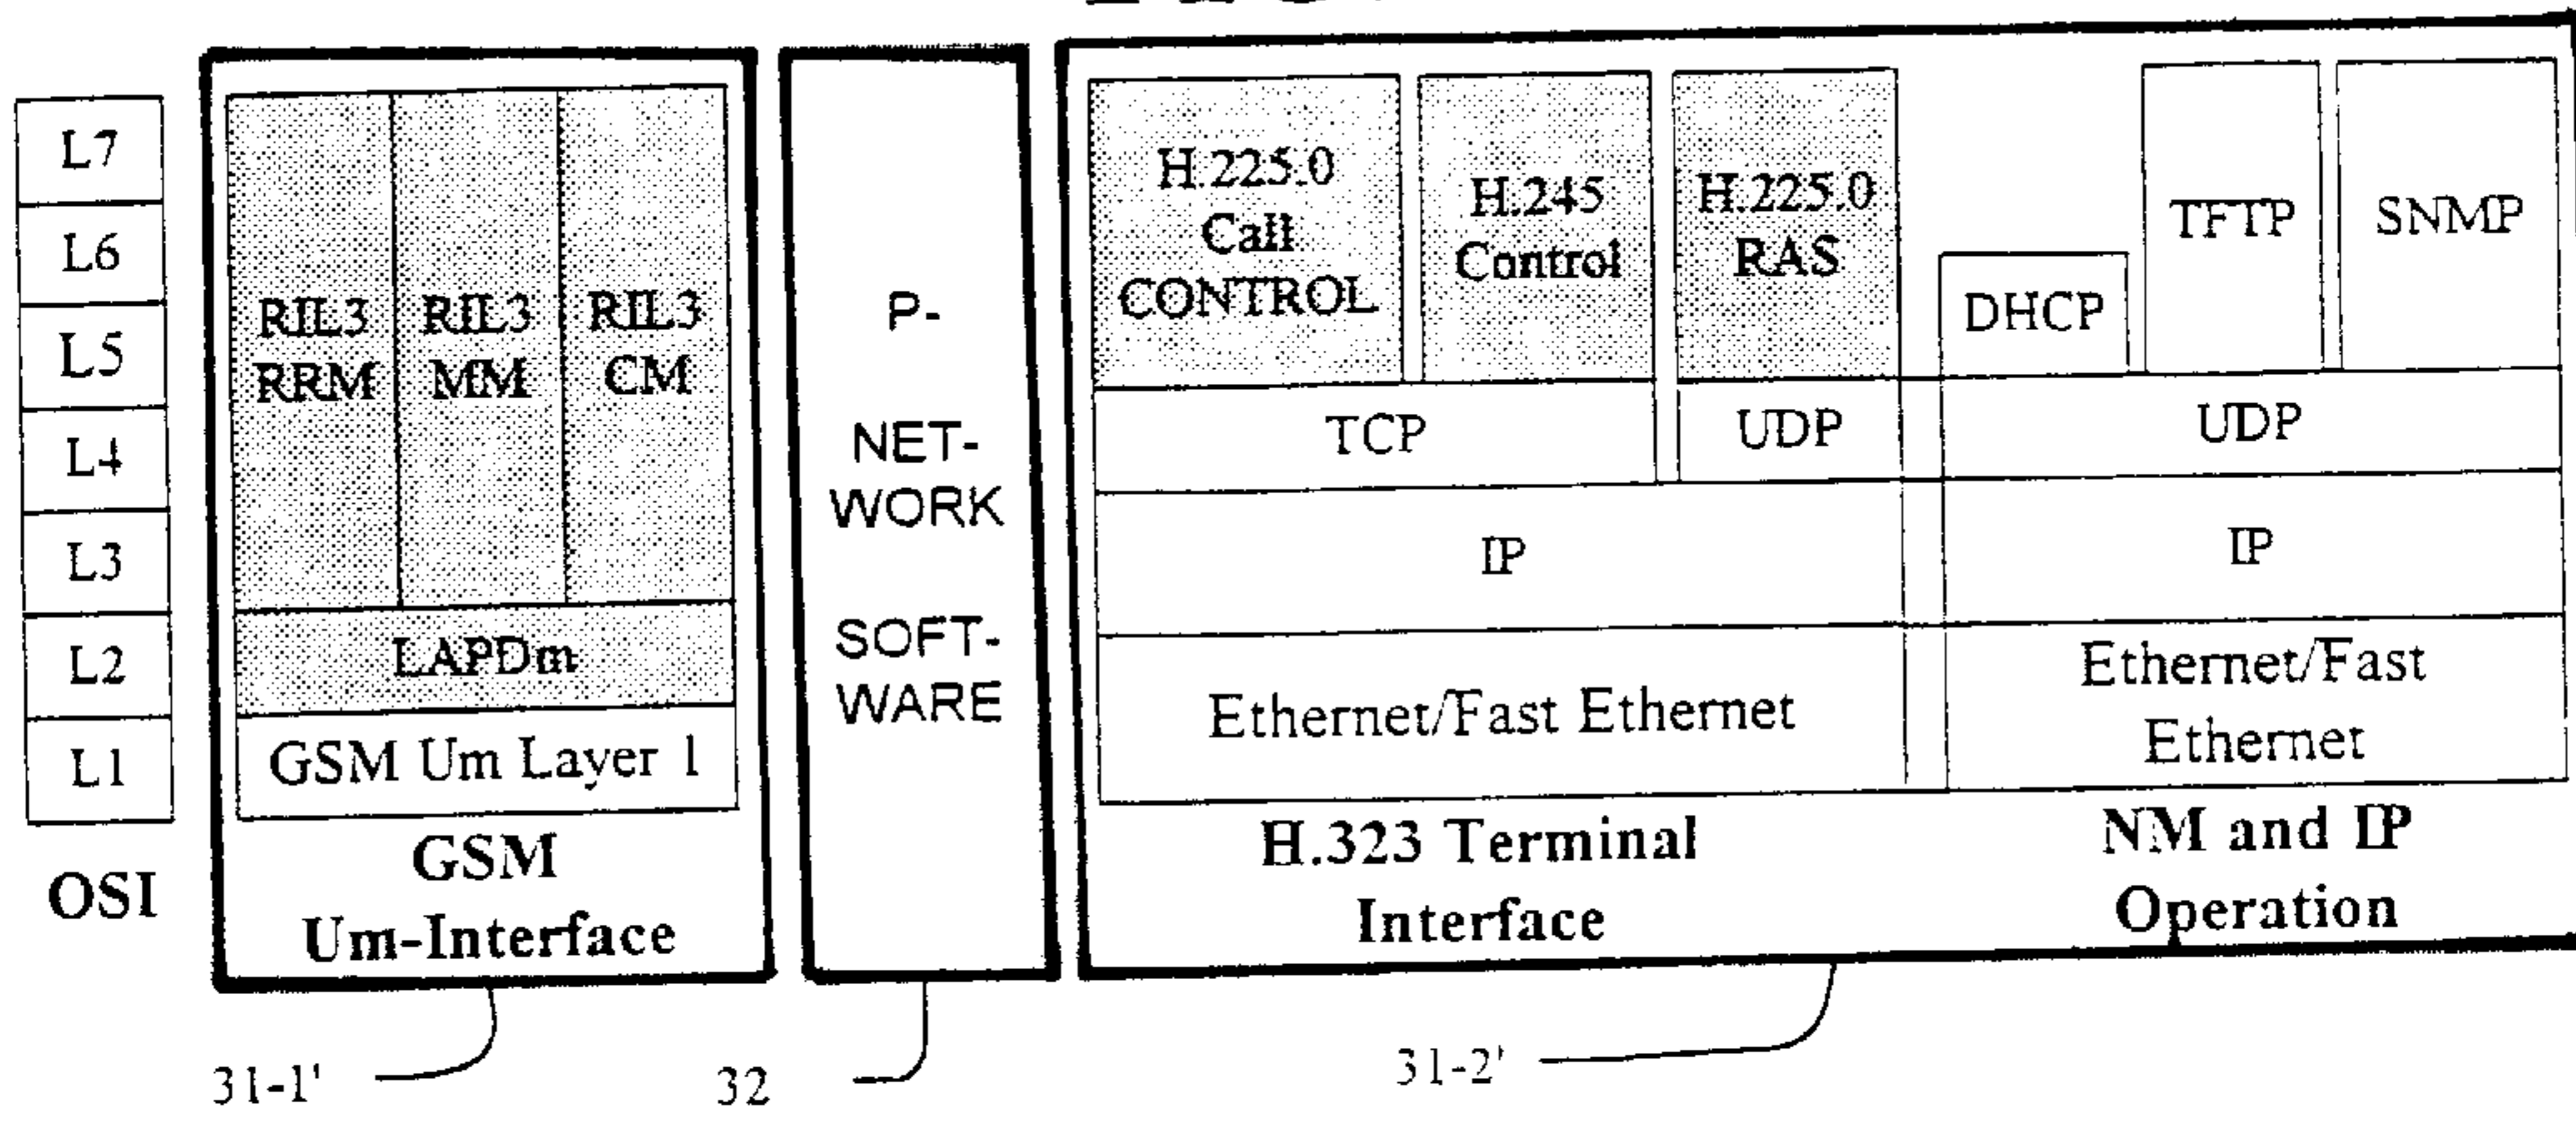 L7
L6
L5
L4
L3
L2
L1
OSI
RIL3
RRM
RIL3
MM
RIL3
CM
LAPDm
GSM Um Layer 1
GSM
Um-Interface
P-
NET-
WORK
SOFT-
WARE
H.225.0
Call
CONTROL
H.245
Control
H.225.0
RAS
DHCP
TFTP
SNMP
TCP
UDP
UDP
IP
IP
Ethernet/Fast Ethernet
Ethernet/Fast
Ethernet
H.323 Terminal
Interface
NM and IP
Operation
31-1'
32
31-2'